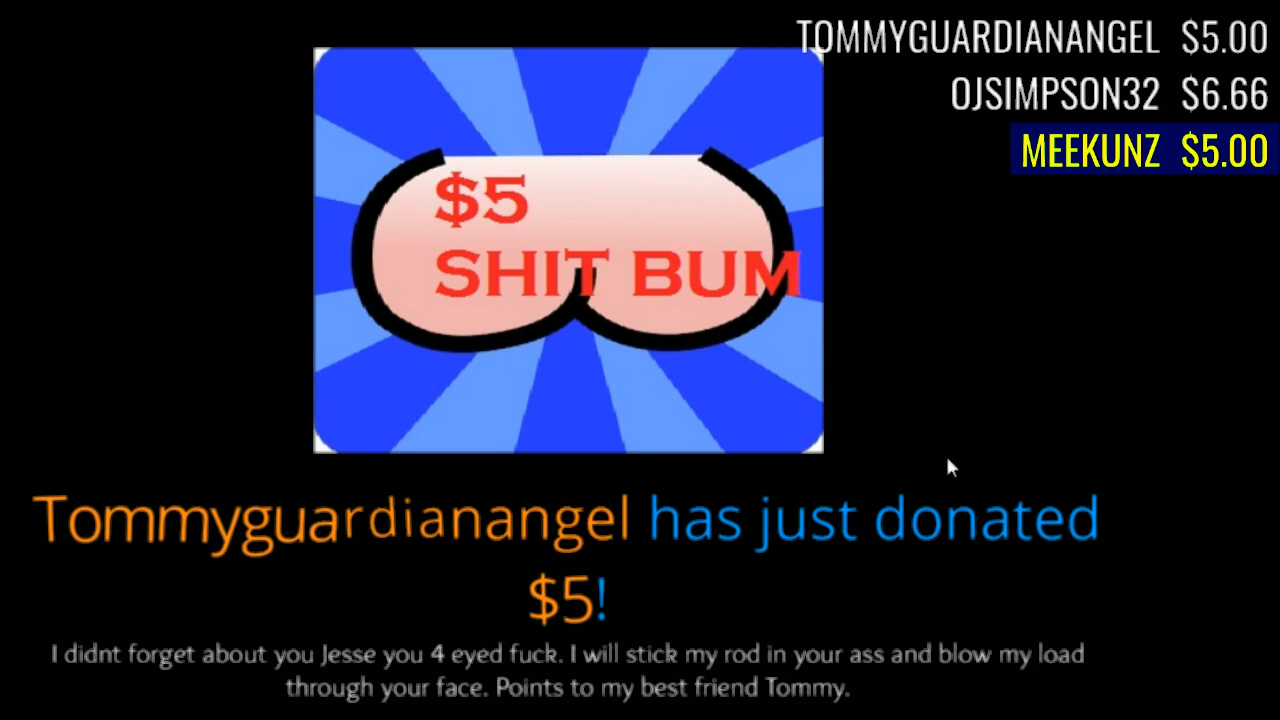 TOMMYGUARDIANANGEL $5.00
OJSIMPSON32 $6.66
MEEKUNZ $5.00
$5
SHIT BUM
Tommyguardianangel has just donated
$5!
I didnt forget about you Jesse you 4 eyed fuck. I will stick my rod in your ass and blow my load
through your face. Points to my best friend Tommy.